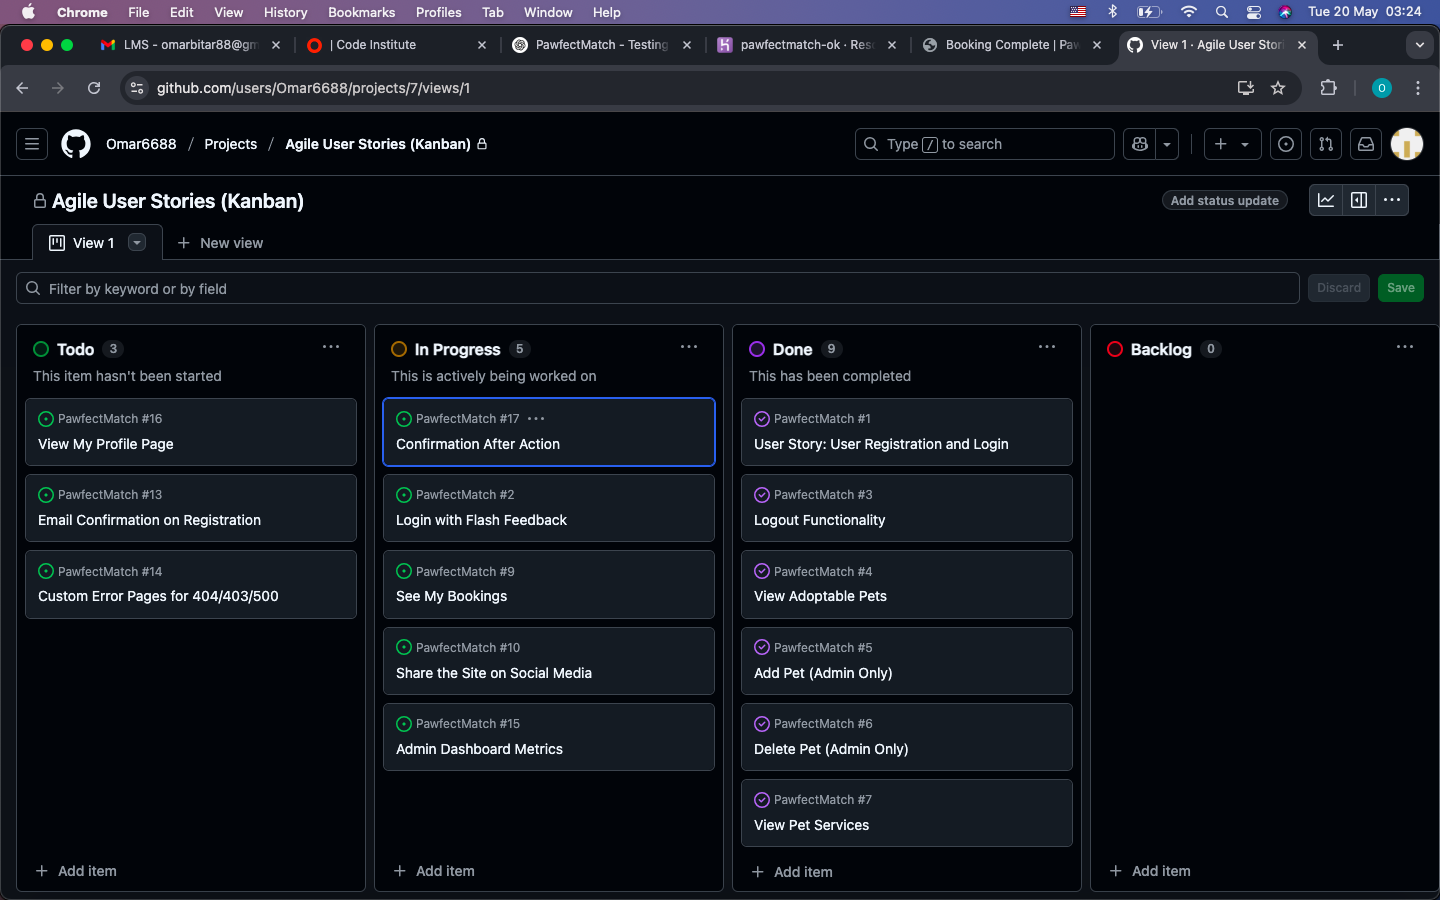 Chrome File Edit View History Bookmarks Profiles Tab Window Help Tue 20 May 03:24
LMS - omarbitar88@gm | Code Institute PawfectMatch - Testing pawfectmatch-ok · Reso Booking Complete | Paw View 1 · Agile User Stori
github.com/users/Omar6688/projects/7/views/1 O
Omar6688 / Projects / Agile User Stories (Kanban) Type / to search
Agile User Stories (Kanban) Add status update
View 1 New view
Filter by keyword or by field Discard Save
Todo 3
This item hasn't been started
PawfectMatch #16
View My Profile Page
PawfectMatch #13
Email Confirmation on Registration
PawfectMatch #14
Custom Error Pages for 404/403/500
Add item
In Progress 5
This is actively being worked on
PawfectMatch #17
Confirmation After Action
PawfectMatch #2
Login with Flash Feedback
PawfectMatch #9
See My Bookings
PawfectMatch #10
Share the Site on Social Media
PawfectMatch #15
Admin Dashboard Metrics
Add item
Done 9
This has been completed
PawfectMatch #1
User Story: User Registration and Login
PawfectMatch #3
Logout Functionality
PawfectMatch #4
View Adoptable Pets
PawfectMatch #5
Add Pet (Admin Only)
PawfectMatch #6
Delete Pet (Admin Only)
PawfectMatch #7
View Pet Services
Add item
Backlog 0
Add item